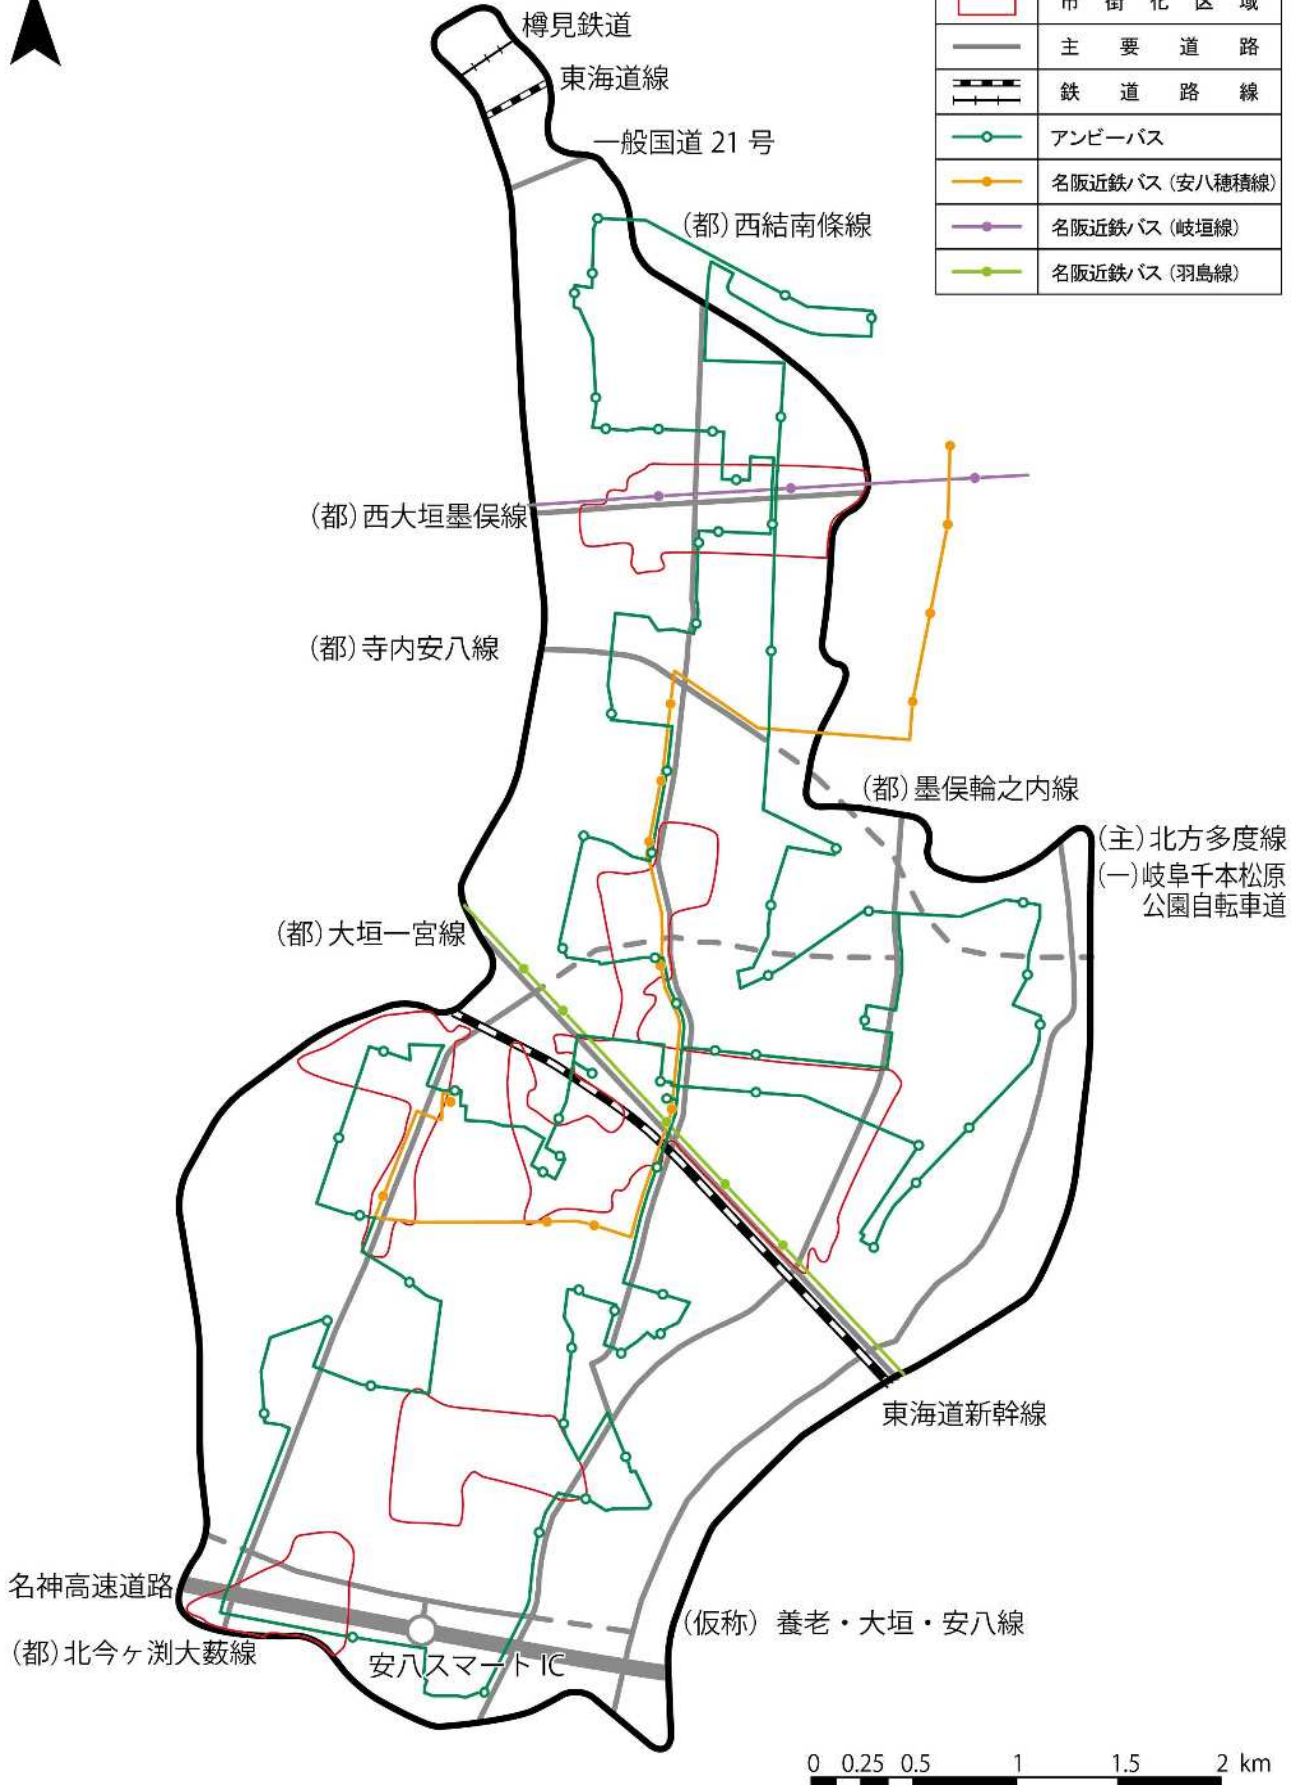 樽見鉄道
東海道線
一般国道 21 号
(都)西結南條線
市街化区域
主要道路
鉄道路線
アンビーバス
名阪近鉄バス(安八穂積線)
名阪近鉄バス(岐垣線)
名阪近鉄バス(羽島線)
(都)西大垣墨俣線
(都)寺内安八線
(都)墨俣輪之内線
(主)北方多度線
(一)岐阜千本松原
公園自転車道
(都)大垣一宮線
東海道新幹線
名神高速道路
(都)北今ヶ渕大薮線
安八スマート IC
(仮称) 養老・大垣・安八線
0 0.25 0.5 1 1.5 2 km